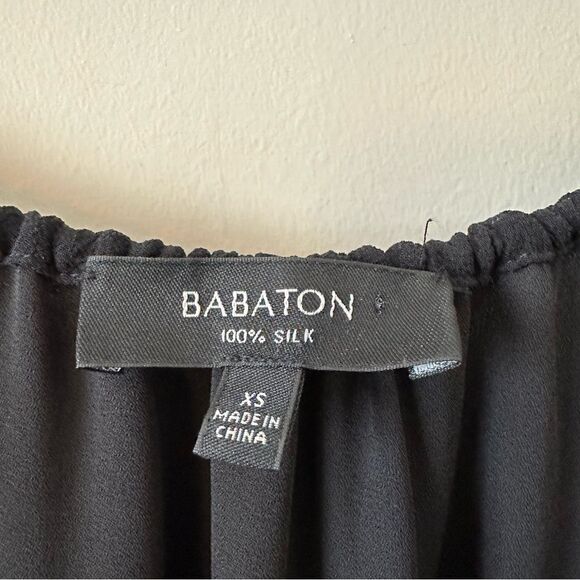 BABATON
100% SILK
XS
MADE IN
CHINA